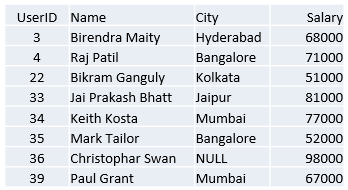 UserID Name City Salary
3 Birendra Maity Hyderabad 68000
4 Raj Patil Bangalore 71000
22 Bikram Ganguly Kolkata 51000
33 Jai Prakash Bhatt Jaipur 81000
34 Keith Kosta Mumbai 77000
35 Mark Tailor Bangalore 52000
36 Christophar Swan NULL 98000
39 Paul Grant Mumbai 67000